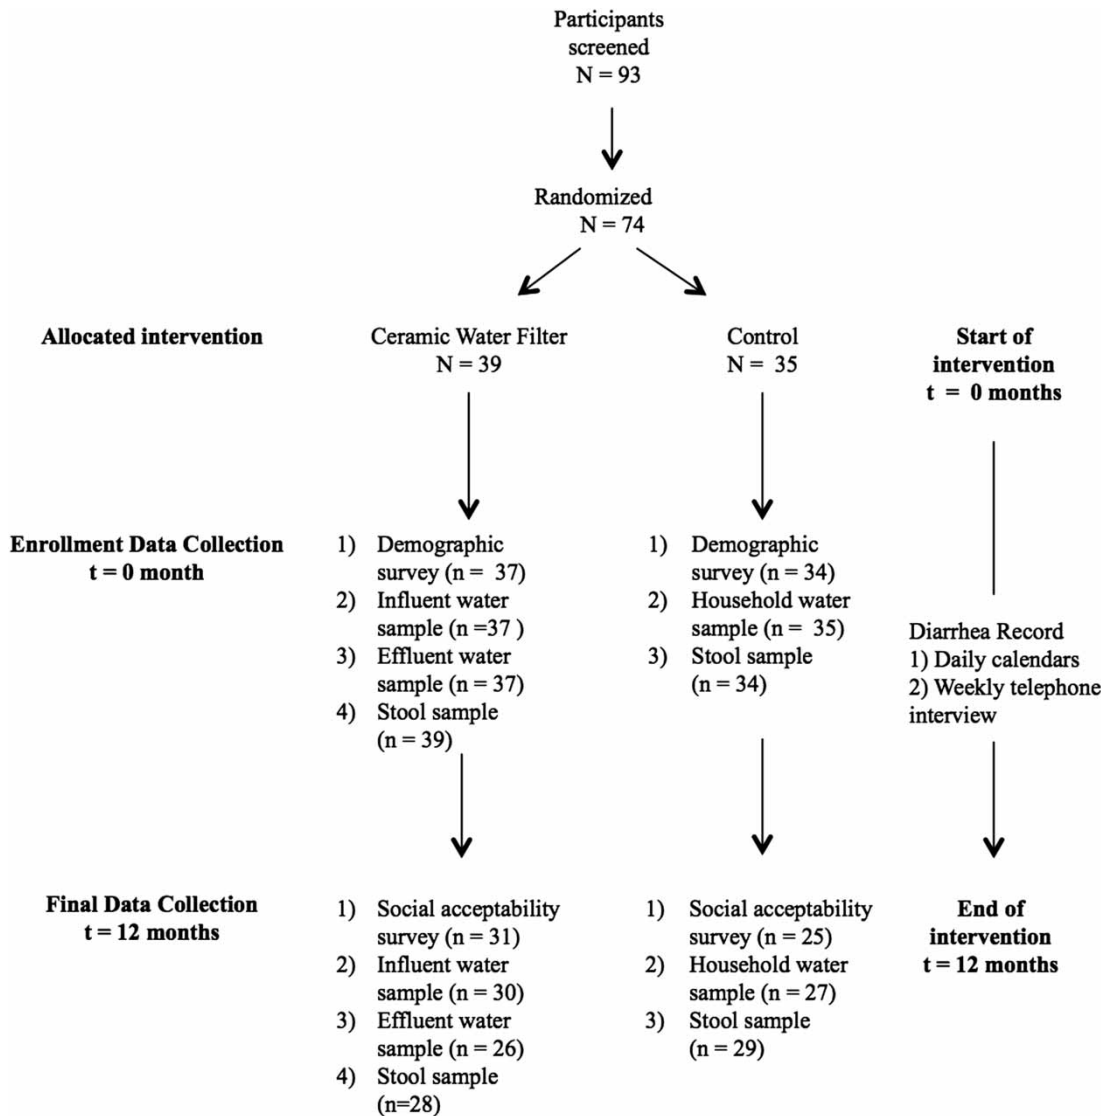 Participants
screened
N = 93
Randomized
N = 74
Allocated intervention
Ceramic Water Filter
N = 39
Control
N = 35
Start of
intervention
t = 0 months
Enrollment Data Collection
t = 0 month
1) Demographic
survey (n = 37)
2) Influent water
sample (n =37 )
3) Effluent water
sample (n = 37)
4) Stool sample
(n = 39)
1) Demographic
survey (n = 34)
2) Household water
sample (n = 35)
3) Stool sample
(n = 34)
Diarrhea Record
1) Daily calendars
2) Weekly telephone
interview
Final Data Collection
t = 12 months
1) Social acceptability
survey (n = 31)
2) Influent water
sample (n = 30)
3) Effluent water
sample (n = 26)
4) Stool sample
(n=28)
1) Social acceptability
survey (n = 25)
2) Household water
sample (n = 27)
3) Stool sample
(n = 29)
End of
intervention
t = 12 months